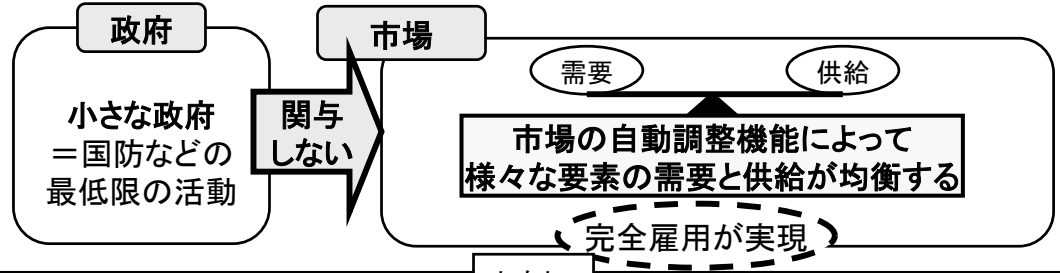 政府
小さな政府
＝国防などの
最低限の活動
関与
しない
市場
需要
供給
市場の自動調整機能によって
様々な要素の需要と供給が均衡する
完全雇用が実現